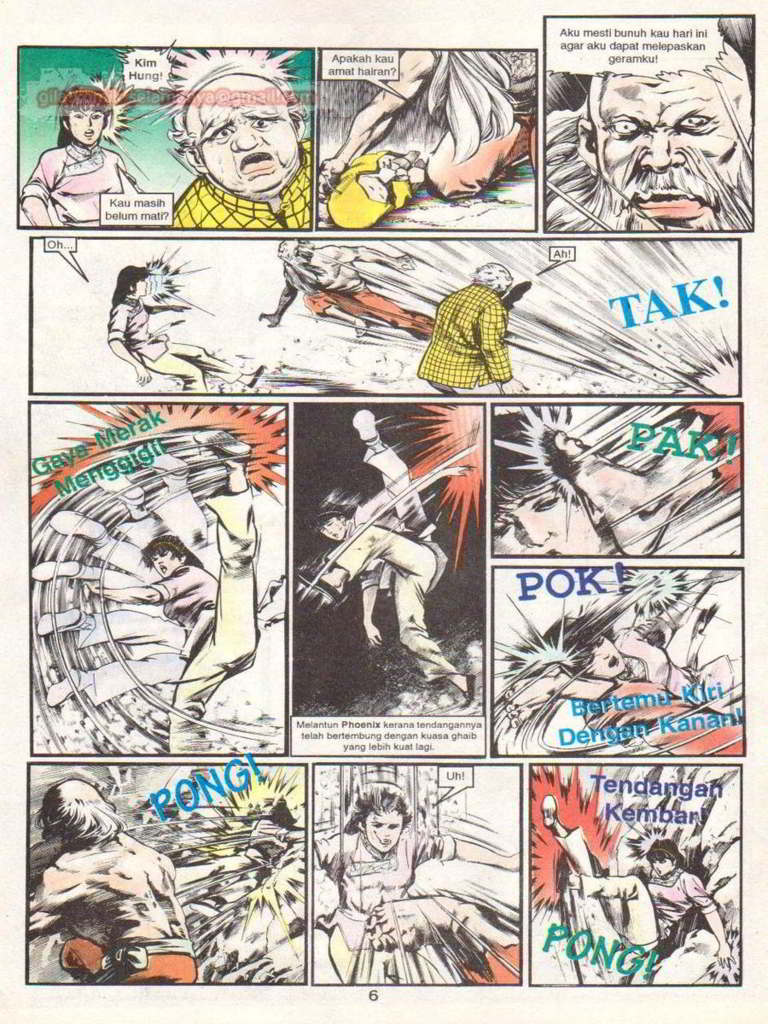 Kim
Hung!
Kau masih
belum mati?
Apakah kau
amat hairan?
Aku mesti bunuh kau hari ini
agar aku dapat melepaskan
geramku!
Oh...
Ah!
TAK!
Gaya Merak
Menggigil
Melantun Phoenix kerana tendangannya
telah bertembung dengan kuasa ghaib
yang lebih kuat lagi.
PAK!
POK!
Bertemu Kiri
Dengan Kanan!
PONG!
Uh!
Tendangan
Kembar!
PONG!
6